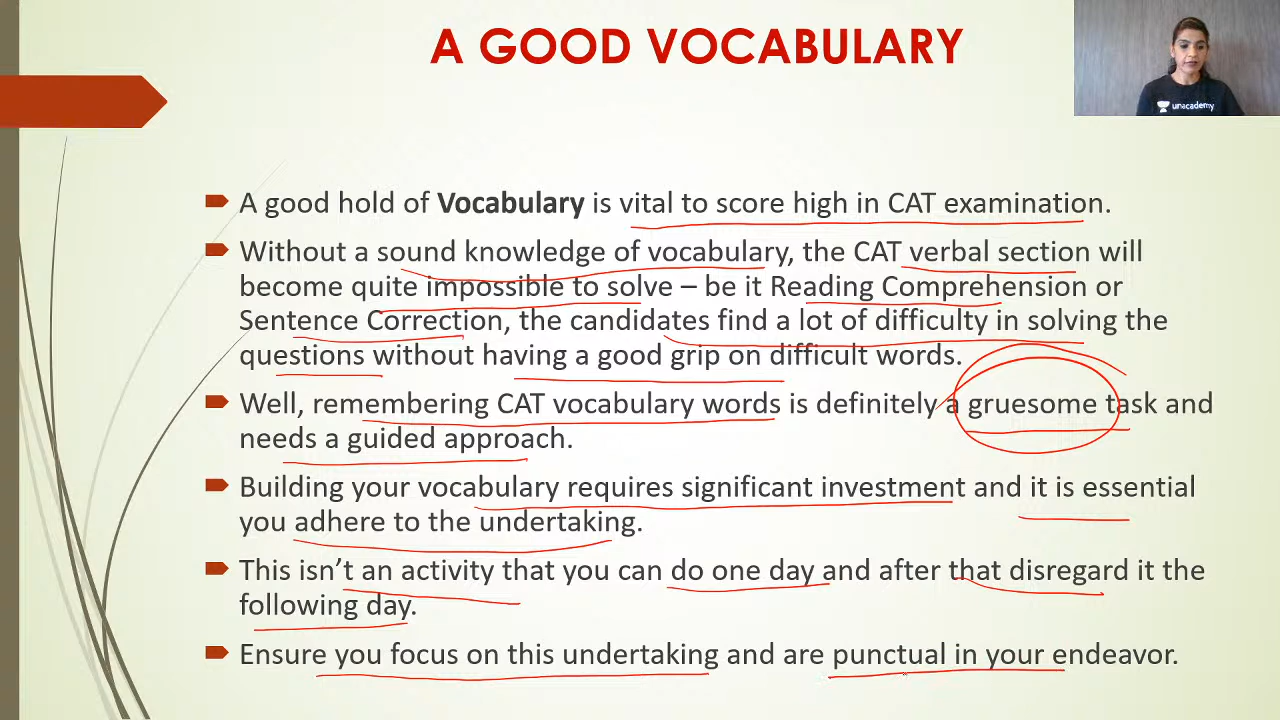 A GOOD VOCABULARY
unacademy
A good hold of Vocabulary is vital to score high in CAT examination.
Without a sound knowledge of vocabulary, the CAT verbal section will
become quite impossible to solve – be it Reading Comprehension or
Sentence Correction, the candidates find a lot of difficulty in solving the
questions without having a good grip on difficult words.
Well, remembering CAT vocabulary words is definitely a gruesome task and
needs a guided approach.
Building your vocabulary requires significant investment and it is essential
you adhere to the undertaking.
This isn’t an activity that you can do one day and after that disregard it the
following day.
Ensure you focus on this undertaking and are punctual in your endeavor.